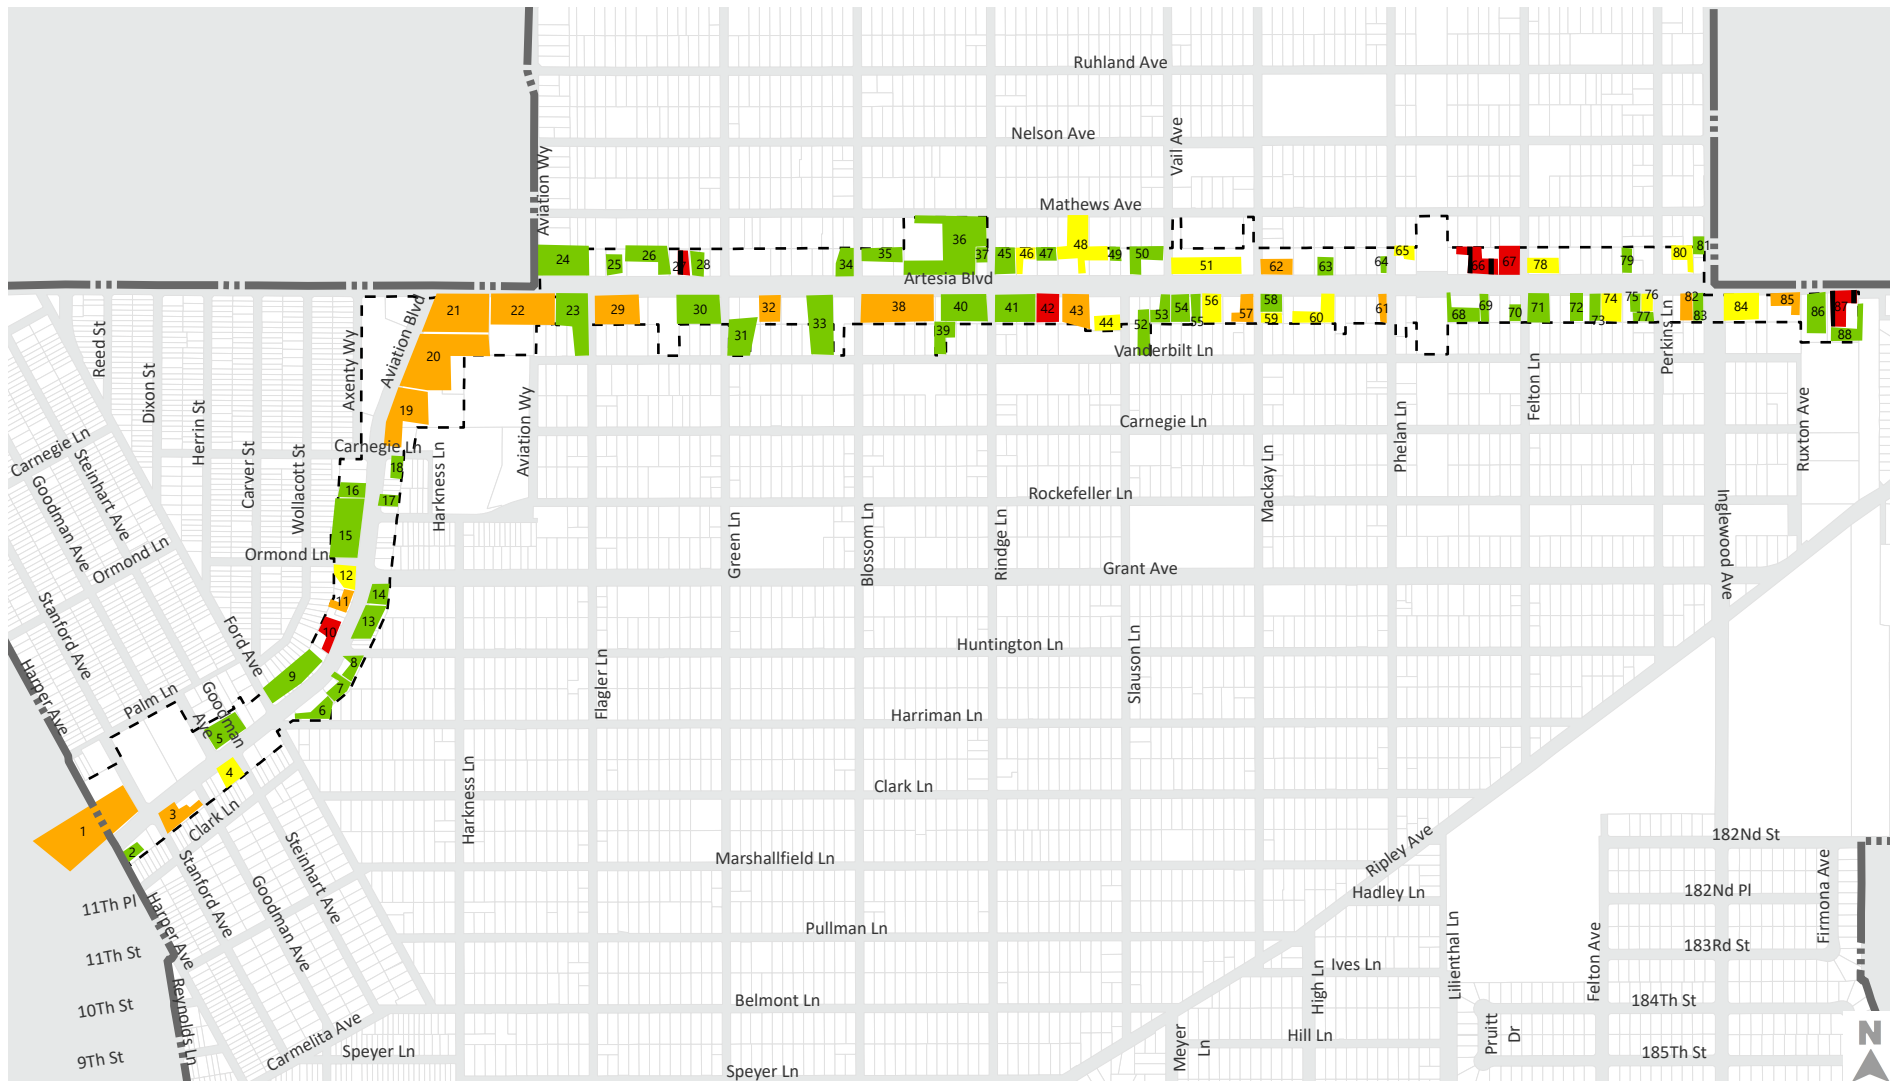 Ruhland Ave
Nelson Ave
Vail Ave
Aviation Wy
Mathews Ave
24
25
26
27
28
34
35
36
37
45
46
47
48
49
50
51
62
63
64
65
66
67
78
79
80
81
Artesia Blvd
21
22
23
29
30
31
32
33
38
39
40
41
42
43
44
52
53
54
55
56
57
58
59
60
61
68
69
70
71
72
73
74
75
76
77
82
83
84
85
86
87
88
Vanderbilt Ln
Reed St
Dixon St
Herrin St
Carver St
Wollacott St
Axenty Wy
Aviation Blvd
20
19
Aviation Wy
Carnegie Ln
Carnegie Ln
Carnegie Ln
Harkness Ln
Phelan Ln
Felton Ln
Perkins Ln
Ruxton Ave
Mackay Ln
Inglewood Ave
Steinhart Ave
Goodman Ave
Ormond Ln
Ormond Ln
18
17
16
15
14
13
12
11
10
9
8
7
6
5
4
3
2
1
Rockefeller Ln
Green Ln
Blossom Ln
Rindge Ln
Grant Ave
Stanford Ave
Ford Ave
Harper Ave
Palm Ln
Goodman
Ave
Huntington Ln
Flagler Ln
Slauson Ln
Harriman Ln
Clark Ln
Clark Ln
Harkness Ln
Steinhart Ave
Stanford Ave
Goodman Ave
Harper Ave
Marshallfield Ln
Ripley Ave
Hadley Ln
182Nd St
182Nd Pl
Firmona Ave
11Th Pl
11Th St
10Th St
9Th St
Reynolds Ln
Pullman Ln
Ives Ln
High Ln
Lilienthal Ln
Felton Ave
183Rd St
184Th St
185Th St
Belmont Ln
Carmelita Ave
Speyer Ln
Speyer Ln
Meyer
Ln
Hill Ln
Pruitt
Dr
N